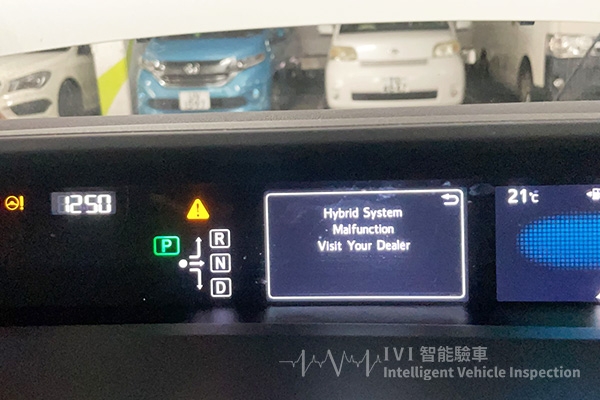 12:50
P
R
N
D
Hybrid System
Malfunction
Visit Your Dealer
21℃
IVI 智能驗車
Intelligent Vehicle Inspection